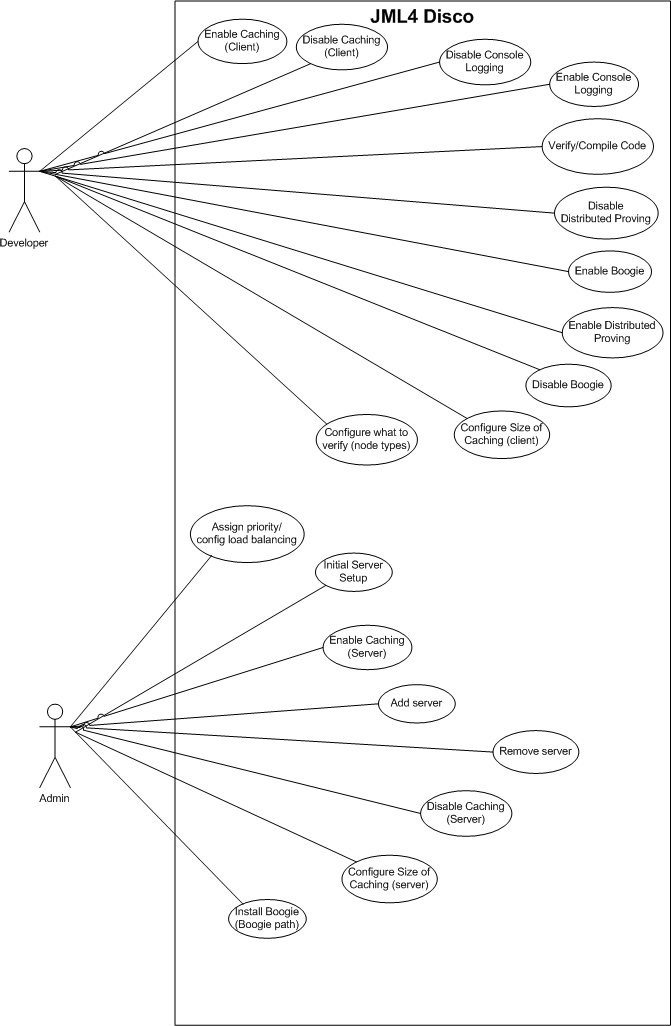 JML4 Disco
Enable Caching
(Client)
Disable Caching
(Client)
Disable Console
Logging
Enable Console
Logging
Verify/Compile Code
Disable
Distributed Proving
Developer
Enable Boogie
Enable Distributed
Proving
Disable Boogie
Configure what to
verify (node types)
Configure Size of
Caching (client)
Assign priority/
config load balancing
Initial Server
Setup
Enable Caching
(Server)
Add server
Remove server
Admin
Disable Caching
(Server)
Configure Size of
Caching (server)
Install Boogie
(Boogie path)